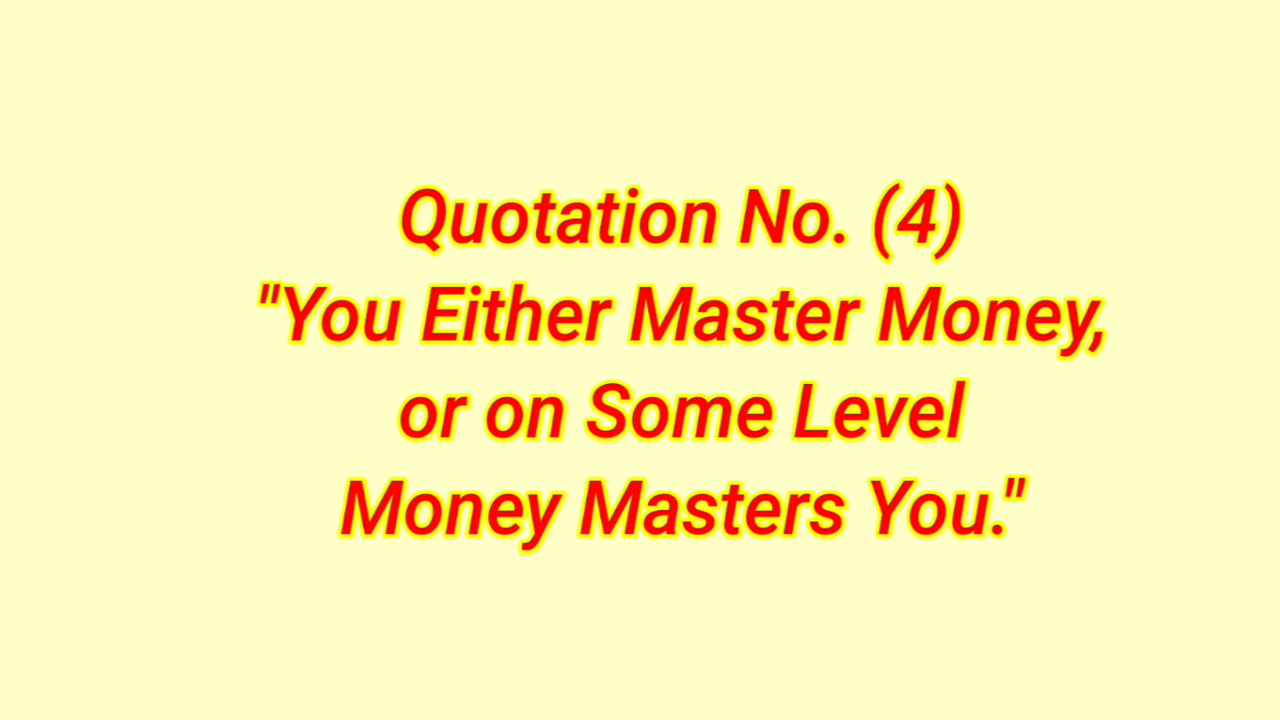 Quotation No. (4)
"You Either Master Money,
or on Some Level
Money Masters You."